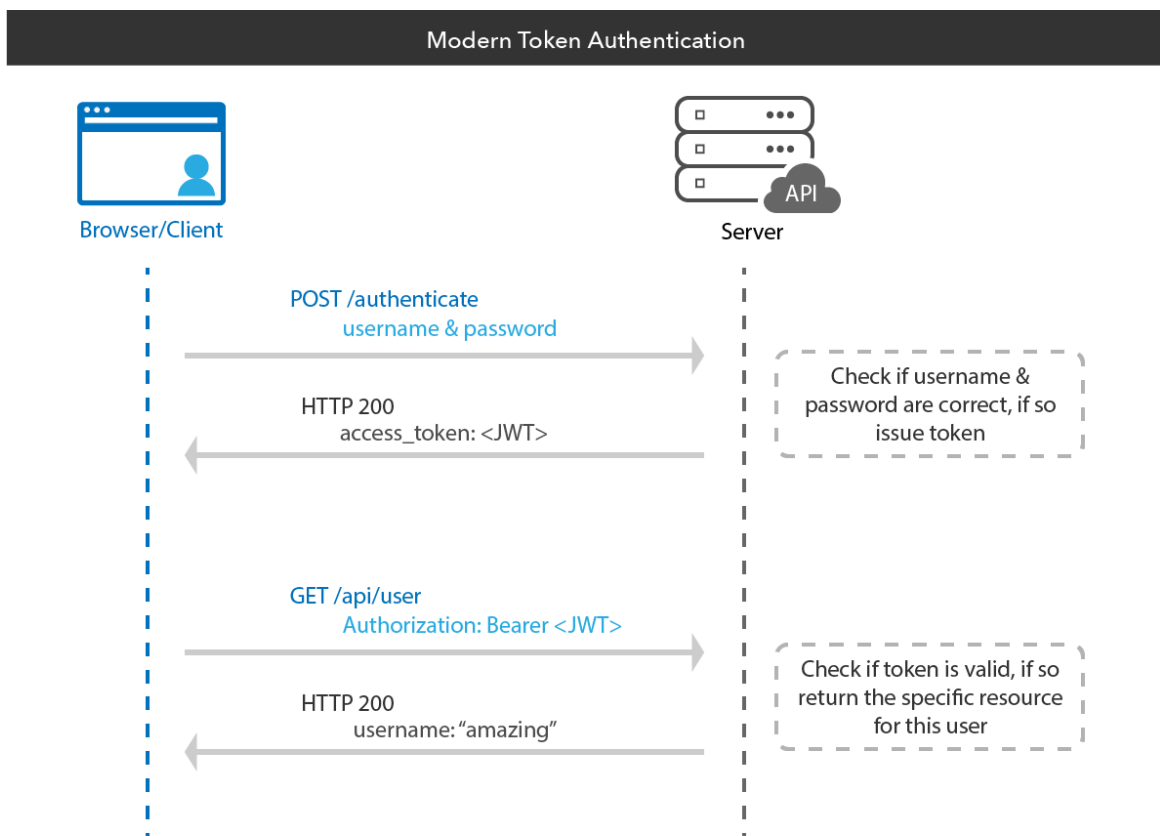 Modern Token Authentication
API
Browser/Client
Server
POST /authenticate
username & password
Check if username &
password are correct, if so
issue token
HTTP 200
access_token: <JWT>
GET /api/user
Authorization: Bearer <JWT>
Check if token is valid, if so
return the specific resource
for this user
HTTP 200
username: “amazing”